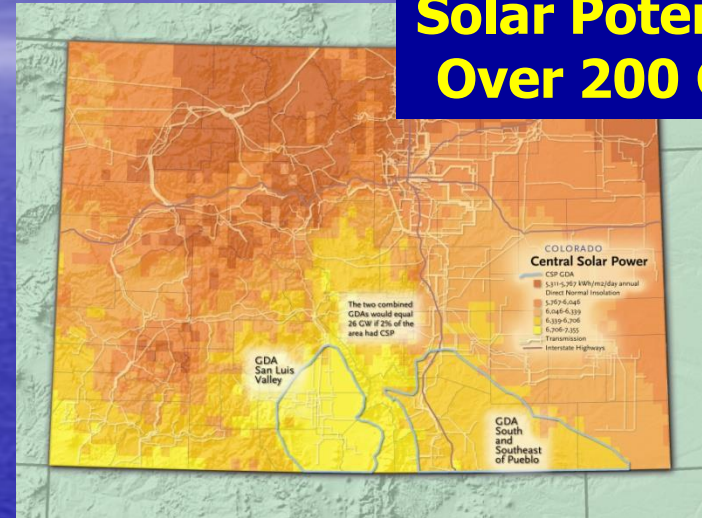 Solar Poten
Over 200 G
COLORADO
Central Solar Power
CSP GDA
5,311-5,767 kWh/m2/day annual
Direct Normal Insolation
5,767-6,046
6,046-6,339
6,339-6,706
6,706-7,355
Transmission
Interstate Highways
The two combined
GDAs would equal
26 GW if 2% of the
area had CSP
GDA
San Luis
Valley
GDA
South
and
Southeast
of Pueblo